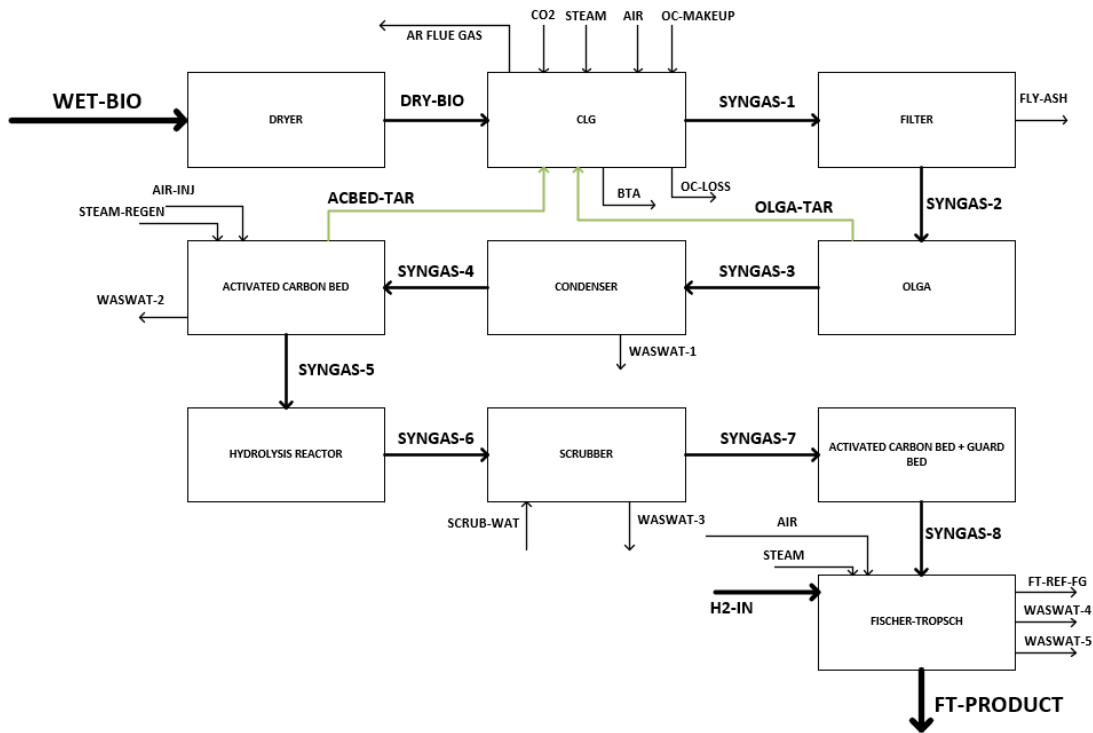 CO2
STEAM
AIR
OC-MAKEUP
AR FLUE GAS
WET-BIO
DRYER
DRY-BIO
CLG
SYNGAS-1
FILTER
FLY-ASH
AIR-INJ
STEAM-REGEN
ACBED-TAR
BTA
OC-LOSS
OLGA-TAR
SYNGAS-2
WASWAT-2
ACTIVATED CARBON BED
SYNGAS-4
CONDENSER
SYNGAS-3
OLGA
WASWAT-1
SYNGAS-5
HYDROLYSIS REACTOR
SYNGAS-6
SCRUBBER
SYNGAS-7
ACTIVATED CARBON BED + GUARD
BED
SCRUB-WAT
WASWAT-3
AIR
STEAM
SYNGAS-8
H2-IN
FISCHER-TROPSCH
FT-REF-FG
WASWAT-4
WASWAT-5
FT-PRODUCT